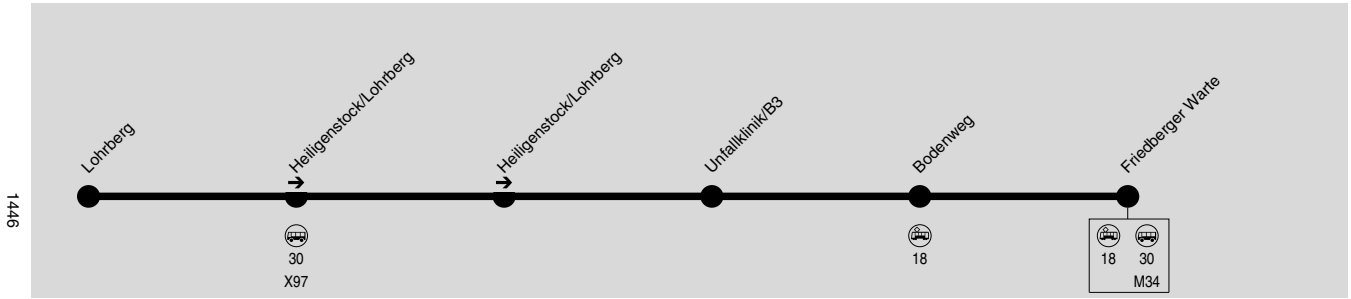 Lohrberg
Heiligenstock/Lohrberg
Heiligenstock/Lohrberg
Unfallklinik/B3
Bodenweg
Friedberger Warte
30
X97
18
18 30
M34
1446